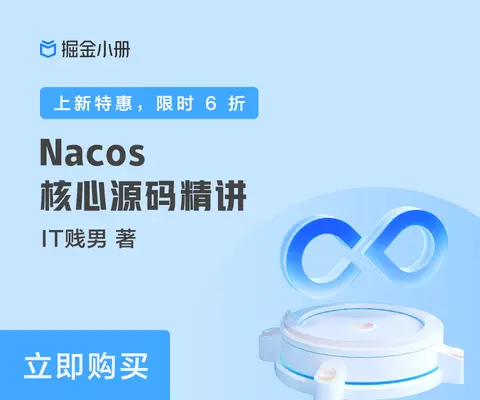 掘金小册
上新特惠，限时 6 折
Nacos
核心源码精讲
IT贱男 著
立即购买